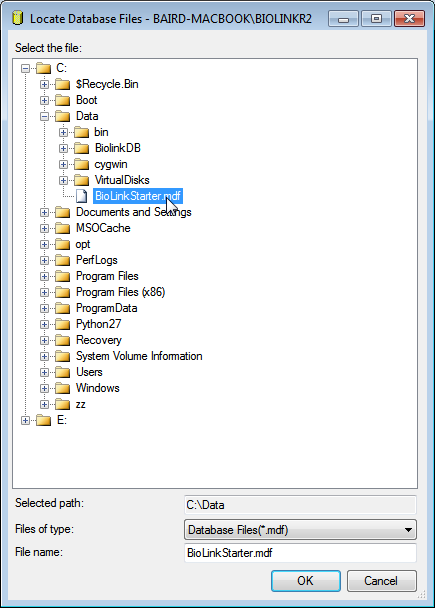 Locate Database Files - BAIRD-MACBOOK\BIOLINKR2
Select the file:
C:
$Recycle.Bin
Boot
Data
bin
BiolinkDB
cygwin
VirtualDisks
BioLinkStarter.mdf
Documents and Settings
MSOCache
opt
PerfLogs
Program Files
Program Files (x86)
ProgramData
Python27
Recovery
System Volume Information
Users
Windows
zz
E:
Selected path: C:\Data
Files of type: Database Files(*.mdf)
File name: BioLinkStarter.mdf
OK Cancel